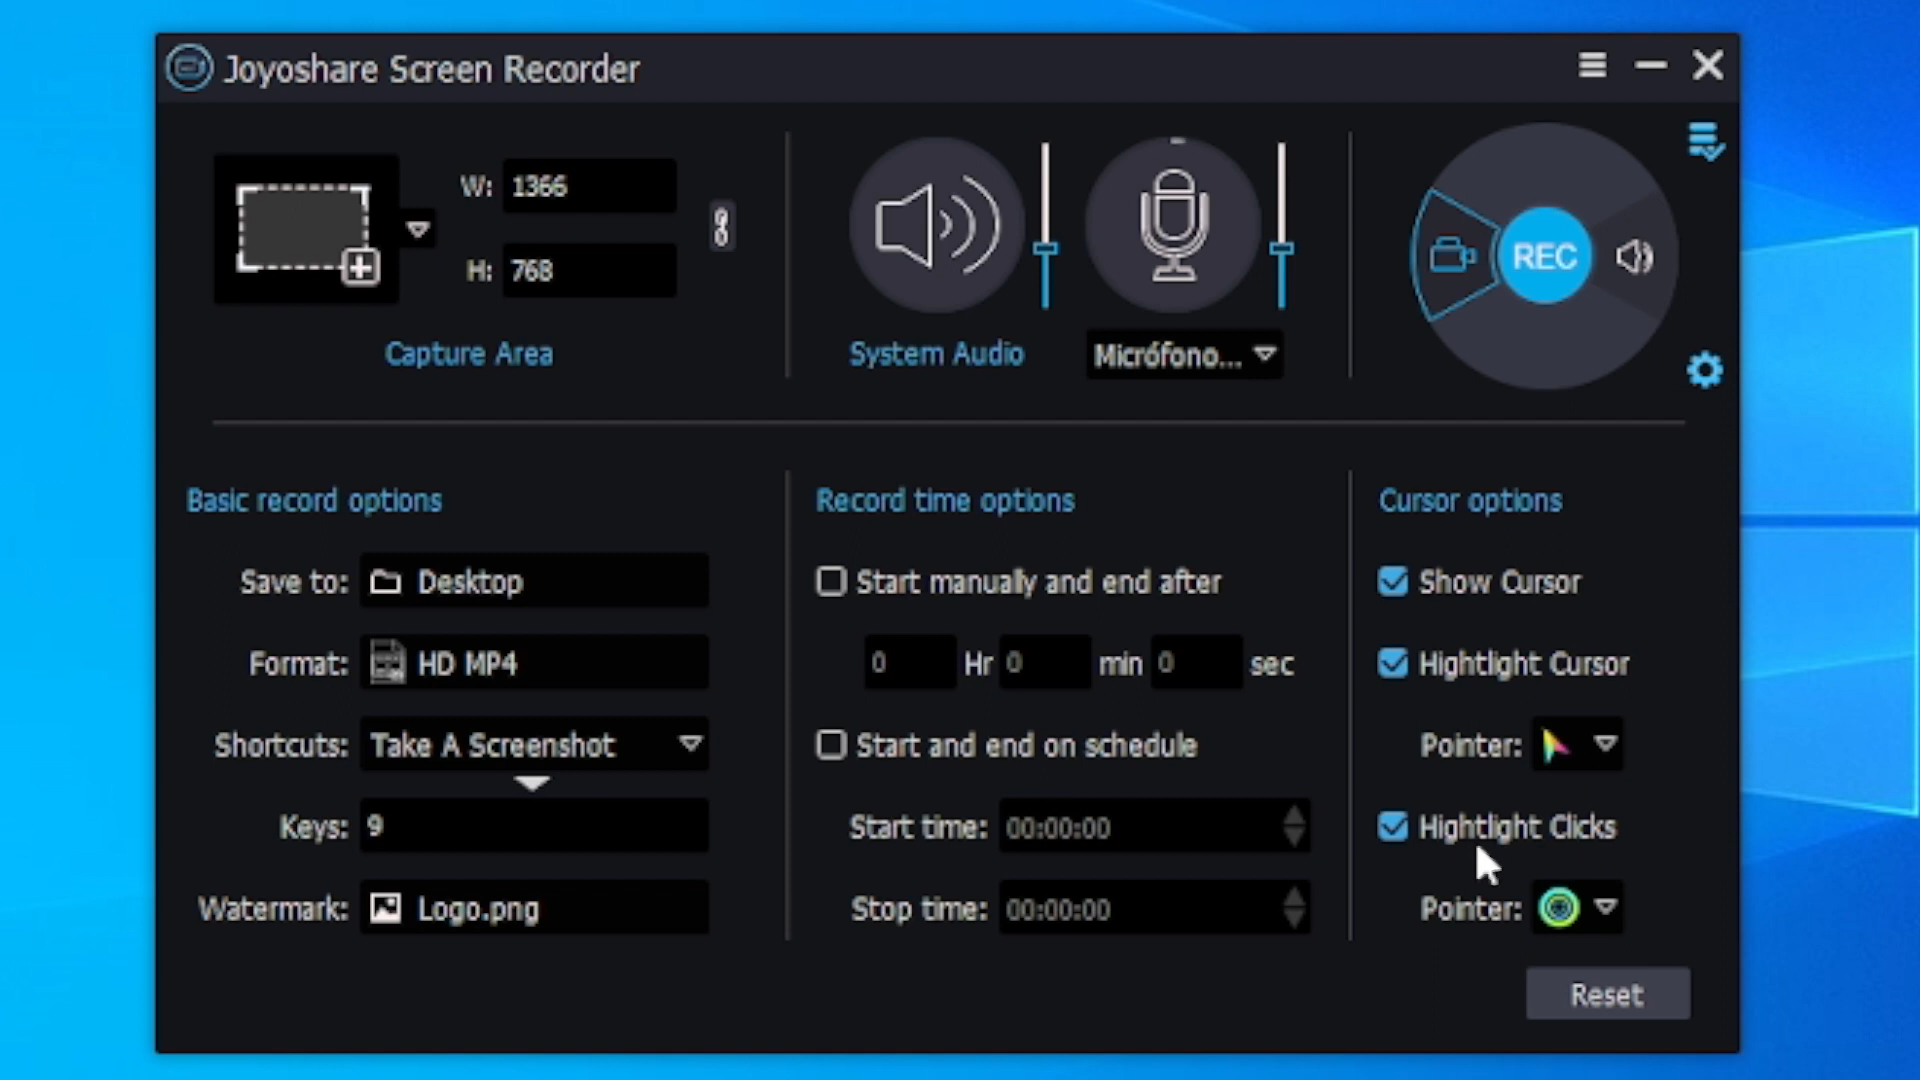 Joyoshare Screen Recorder
W: 1366
H: 768
Capture Area
System Audio
Micrófono...
REC
Basic record options
Save to: Desktop
Format: HD MP4
Shortcuts: Take A Screenshot
Keys: 9
Watermark: Logo.png
Record time options
Start manually and end after
0 Hr 0 min 0 sec
Start and end on schedule
Start time: 00:00:00
Stop time: 00:00:00
Cursor options
Show Cursor
Hightlight Cursor
Pointer:
Hightlight Clicks
Pointer:
Reset